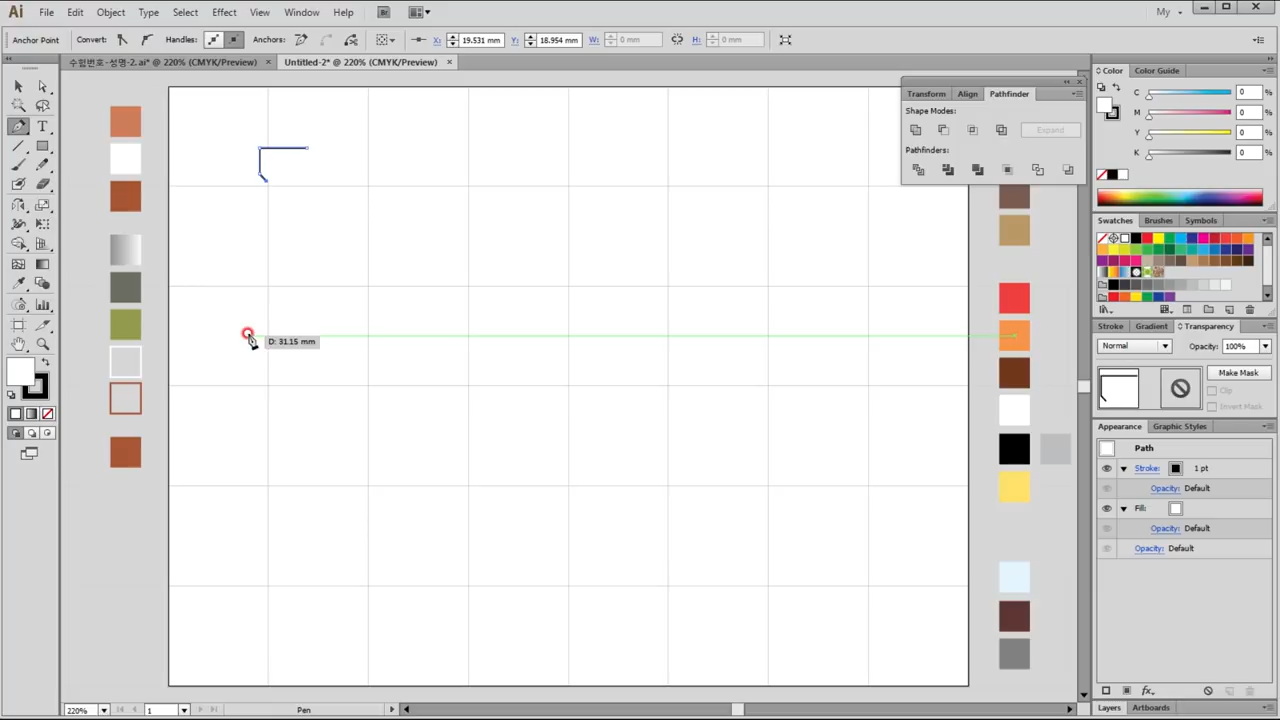 Ai File Edit Object Type Select Effect View Window Help Br My
Anchor Point Convert: Handles: Anchors: X: 19.531 mm Y: 18.954 mm W: 0 mm H: 0 mm
수험번호-성명-2.ai* @ 220% (CMYK/Preview) × Untitled-2* @ 220% (CMYK/Preview) ×
Transform Align Pathfinder
Shape Modes:
Expand
Pathfinders:
D: 31.15 mm
Color Color Guide
C 0 %
M 0 %
Y 0 %
K 0 %
Swatches Brushes Symbols
Stroke Gradient Transparency
Normal Opacity: 100%
Make Mask
Clip
Invert Mask
Appearance Graphic Styles
Path
Stroke: 1 pt
Opacity: Default
Fill:
Opacity: Default
Opacity: Default
fx
Layers Artboards
220% 1 Pen